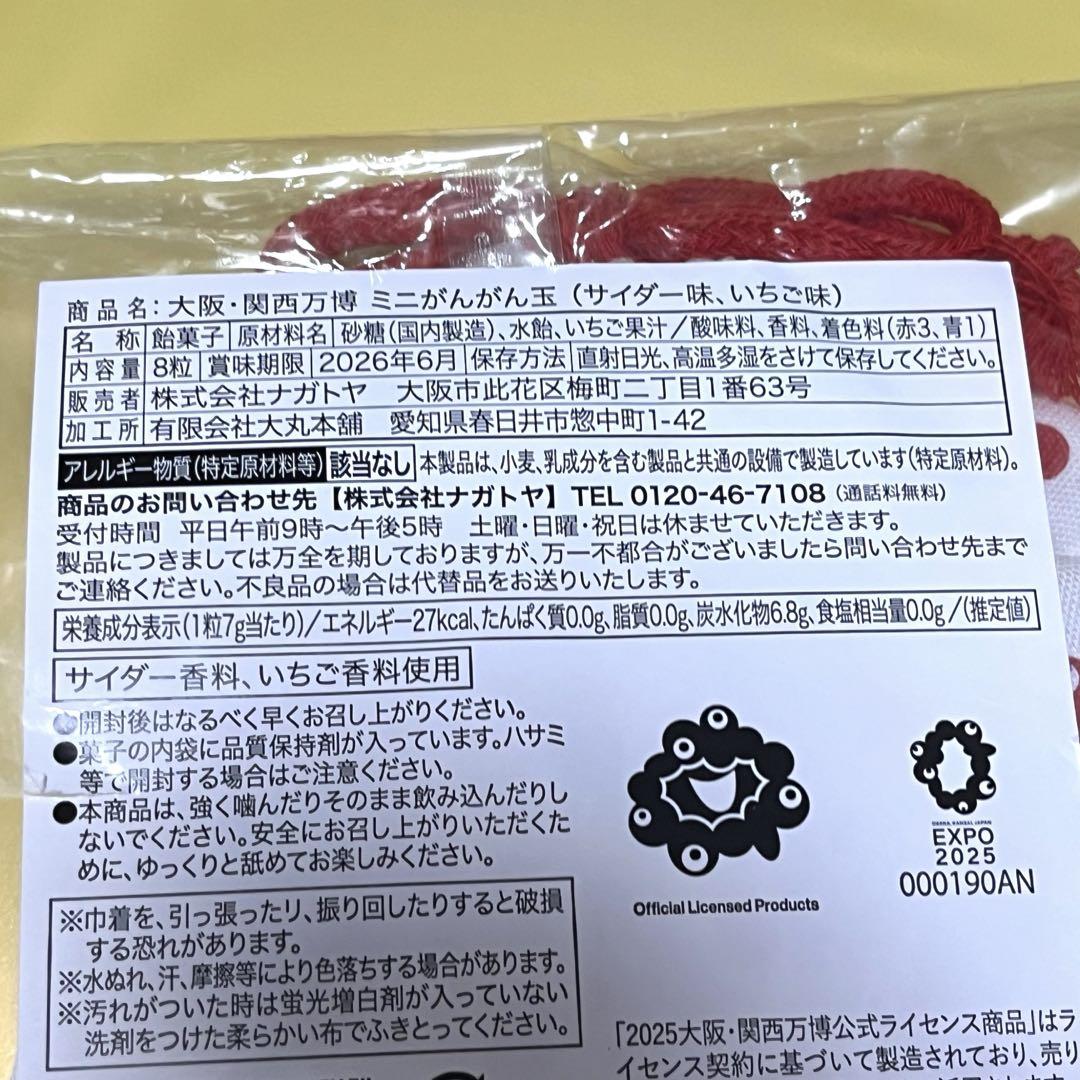 商品名:大阪・関西万博 ミニがんがん玉(サイダー味、いちご味)
名称 飴菓子 原材料名 砂糖(国内製造)、水飴、いちご果汁/酸味料、香料、着色料(赤3、青1)
内容量 8粒 賞味期限 2026年6月 保存方法 直射日光、高温多湿をさけて保存してください。
販売者 株式会社ナガトヤ 大阪市此花区梅町二丁目1番63号
加工所 有限会社大丸本舗 愛知県春日井市惣中町1-42
アレルギー物質(特定原材料等) 該当なし 本製品は、小麦、乳成分を含む製品と共通の設備で製造しています(特定原材料)。
商品のお問い合わせ先【株式会社ナガトヤ】TEL 0120-46-7108(通話料無料)
受付時間 平日午前9時~午後5時 土曜・日曜・祝日は休ませていただきます。
製品につきましては万全を期しておりますが、万一不都合がございましたら問い合わせ先まで
ご連絡ください。不良品の場合は代替品をお送りいたします。
栄養成分表示(1粒7g当たり)/エネルギー27kcal、たんぱく質0.0g、脂質0.0g、炭水化物6.8g、食塩相当量0.0g/(推定値)
サイダー香料、いちご香料使用
●開封後はなるべく早くお召し上がりください。
●菓子の内袋に品質保持剤が入っています。ハサミ
等で開封する場合はご注意ください。
●本商品は、強く噛んだりそのまま飲み込んだりし
ないでください。安全にお召し上がりいただくた
めに、ゆっくりと舐めてお楽しみください。
Official Licensed Products
OSAKA, KANSAI, JAPAN
EXPO
2025
000190AN
※巾着を、引っ張ったり、振り回したりすると破損
する恐れがあります。
※水ぬれ、汗、摩擦等により色落ちする場合があります。
※汚れがついた時は蛍光増白剤が入っていない
洗剤をつけた柔らかい布でふきとってください。
「2025大阪・関西万博公式ライセンス商品」はラ
イセンス契約に基づいて製造されており、売り